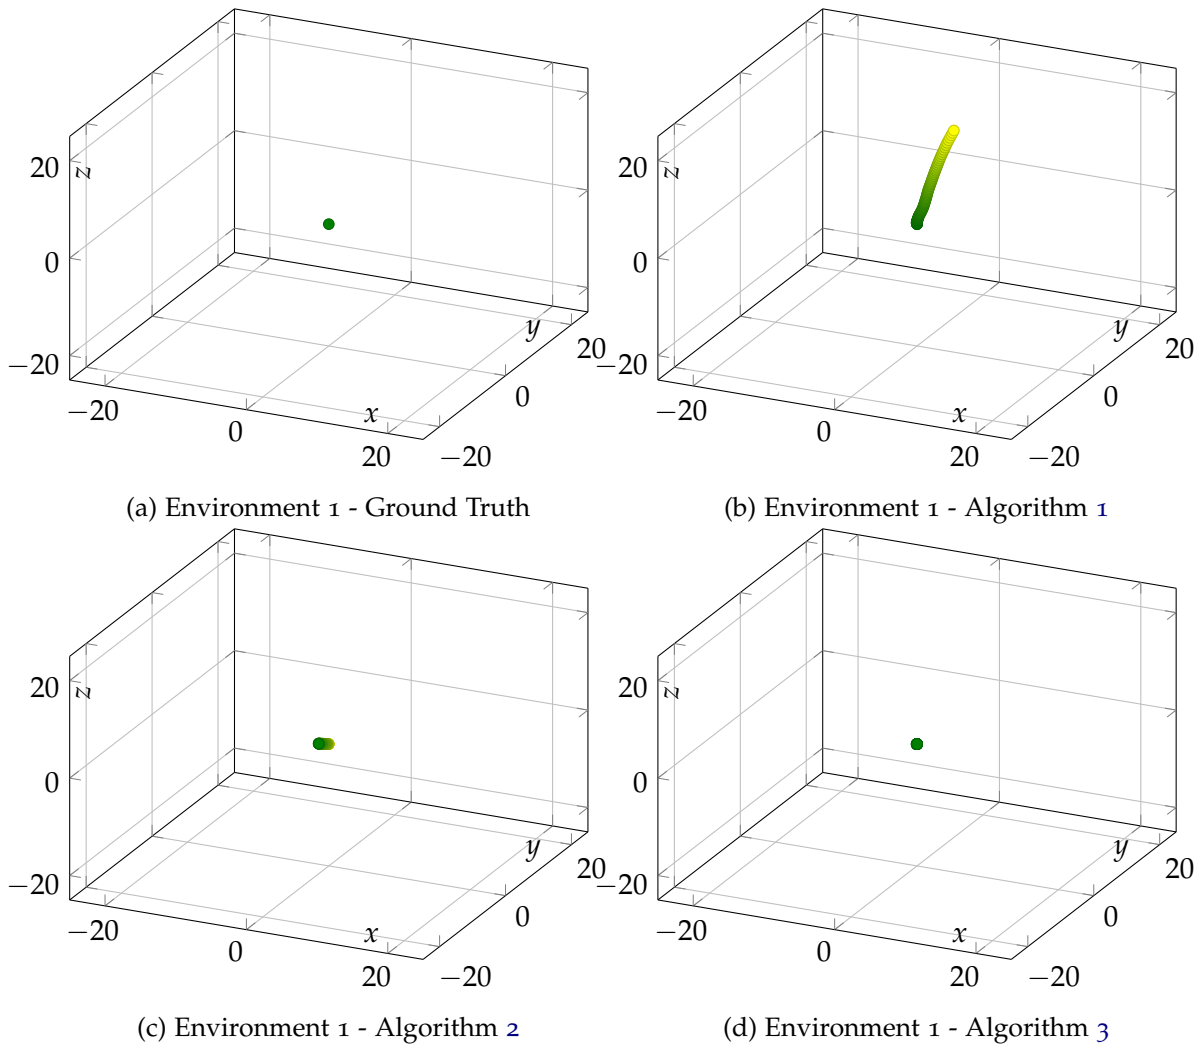 20
z
0
−20
−20
0
x
20
−20
0
y
20
(a) Environment 1 - Ground Truth
20
z
0
−20
−20
0
x
20
−20
0
y
20
(b) Environment 1 - Algorithm 1
20
z
0
−20
−20
0
x
20
−20
0
y
20
(c) Environment 1 - Algorithm 2
20
z
0
−20
−20
0
x
20
−20
0
y
20
(d) Environment 1 - Algorithm 3